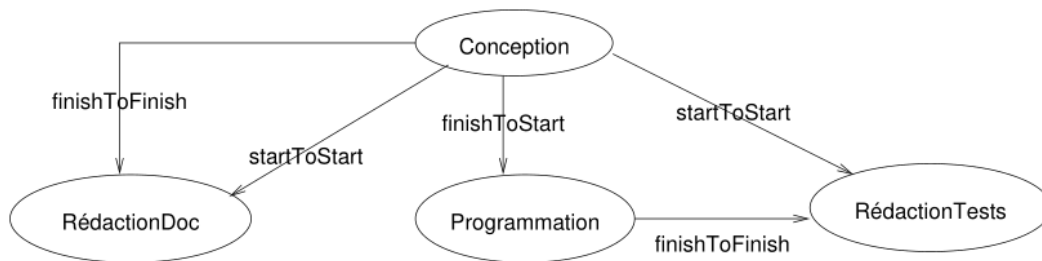 Conception
finishToFinish
startToStart
finishToStart
startToStart
RédactionDoc
Programmation
RédactionTests
finishToFinish